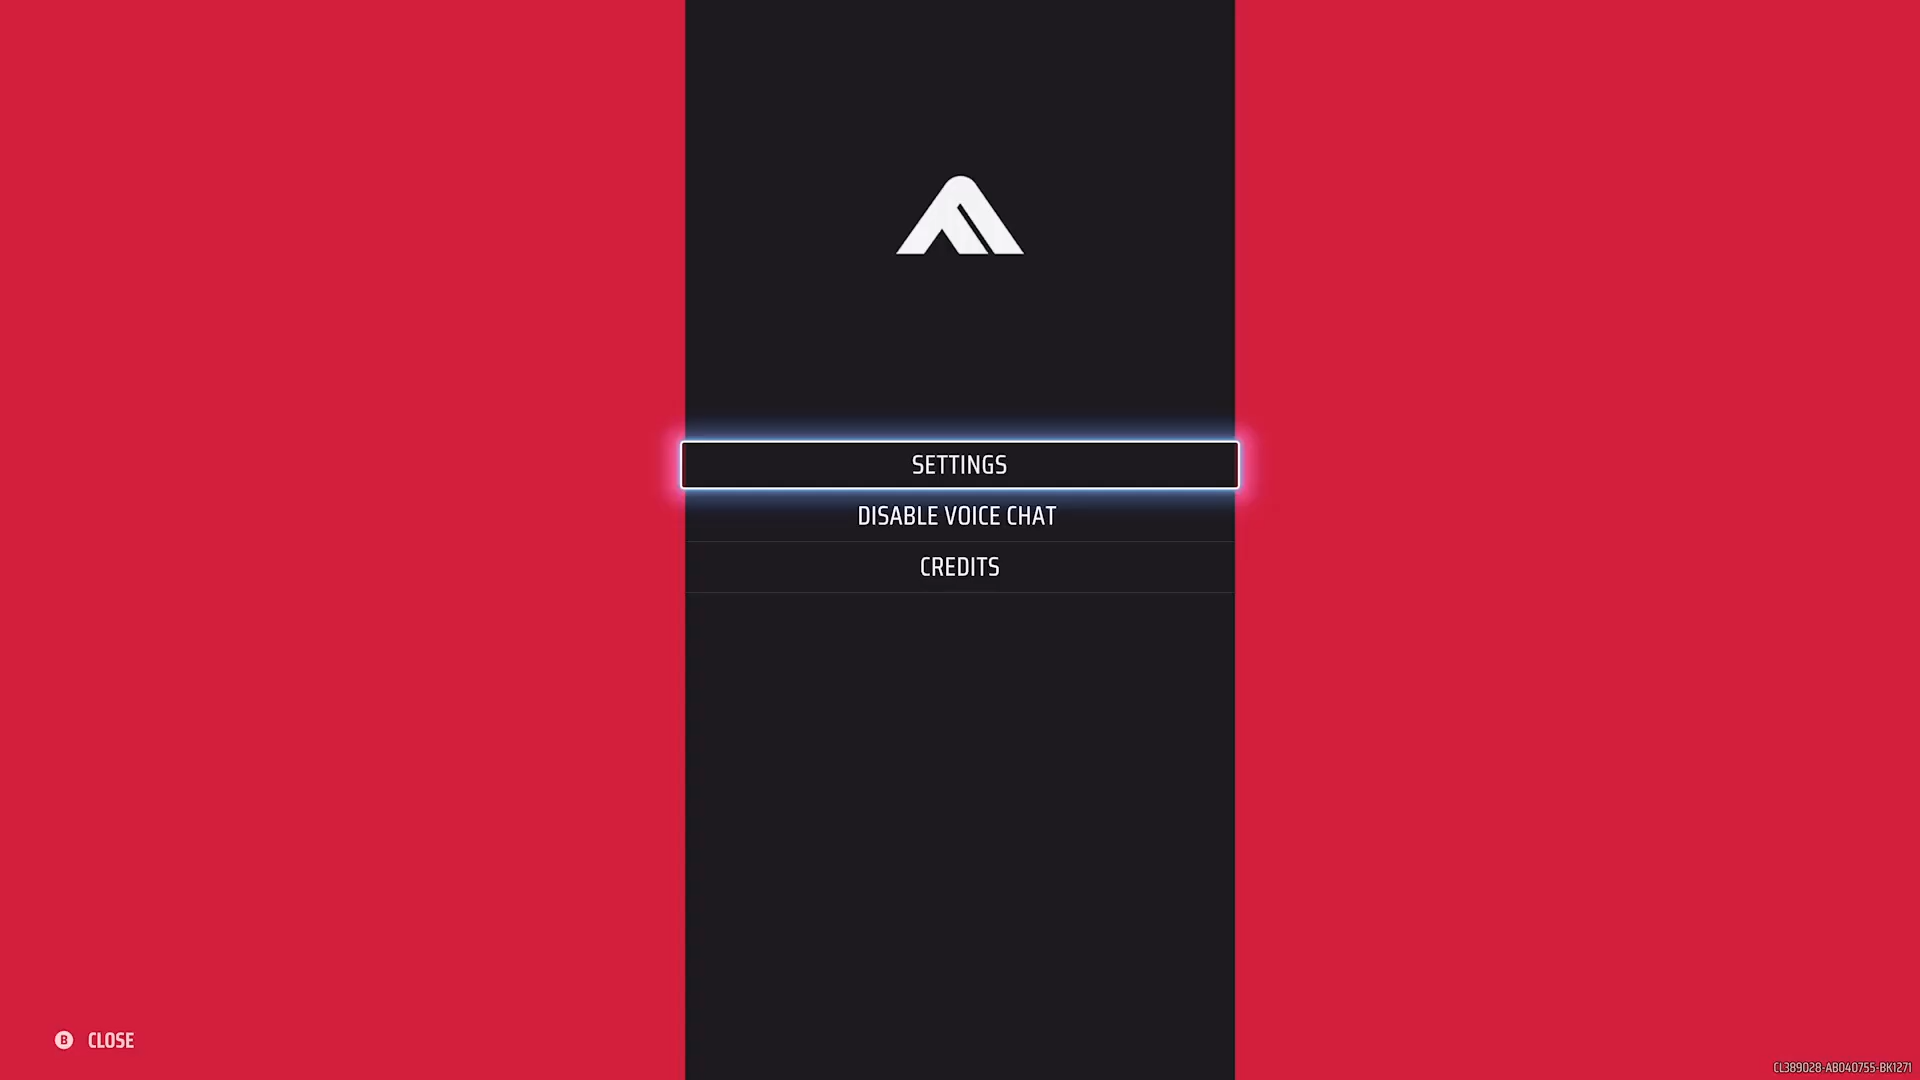 SETTINGS
DISABLE VOICE CHAT
CREDITS
B CLOSE
CL389028-AB040755-BK1271